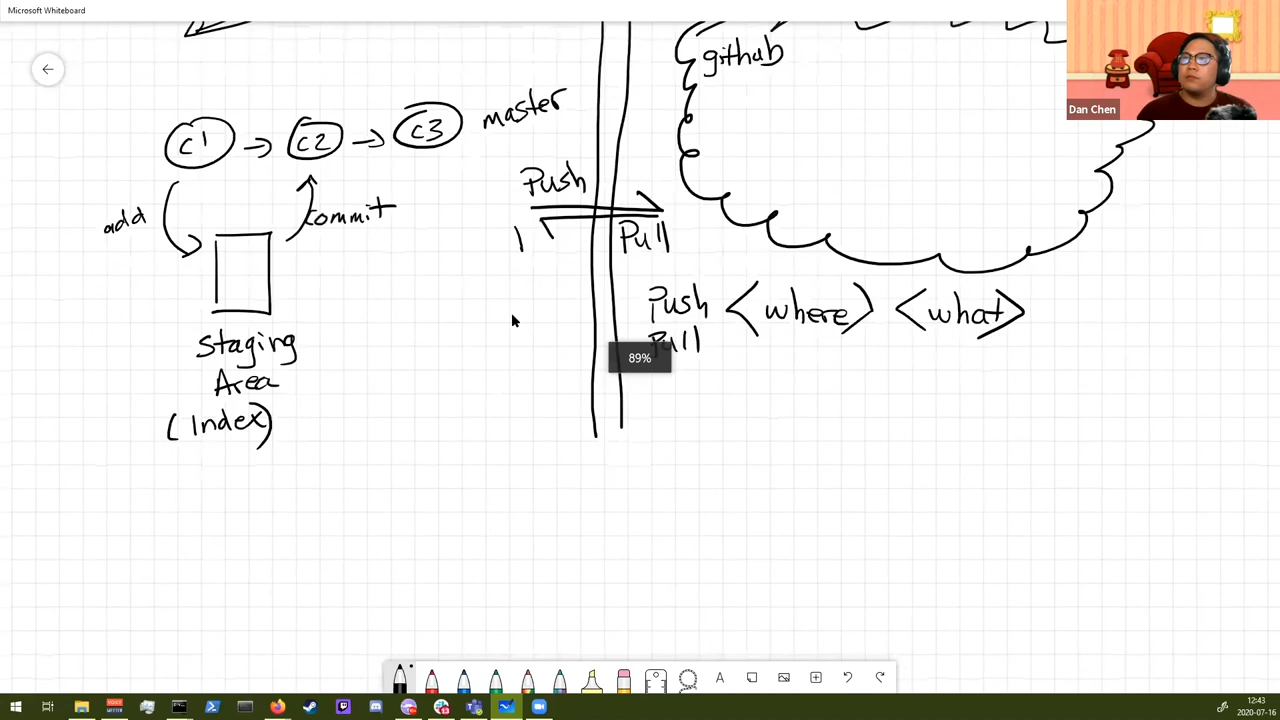 Microsoft Whiteboard
github
Dan Chen
master
c1 → c2 → c3
Push
add
commit
Pull
Push <where> <what>
Pull
89%
Staging
Area
(Index)
12:43
2020-07-16